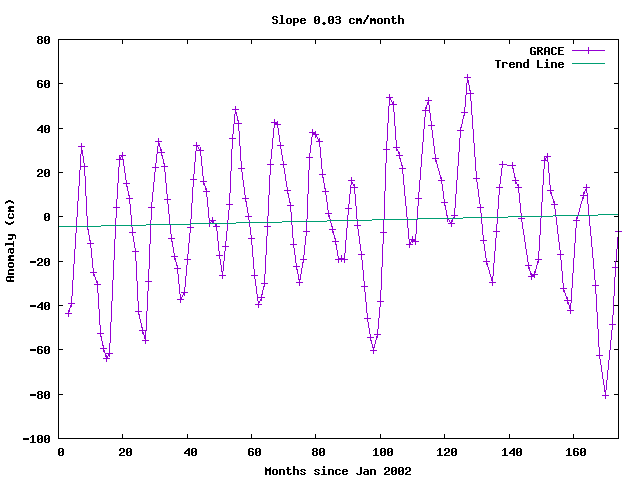 Slope 0.03 cm/month
GRACE
Trend Line
80
60
40
20
0
-20
-40
-60
-80
-100
Anomaly (cm)
0 20 40 60 80 100 120 140 160
Months since Jan 2002